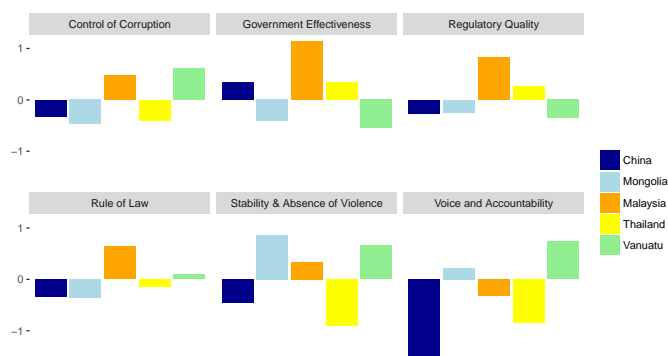 Control of Corruption
Government Effectiveness
Regulatory Quality
1
0
−1
Rule of Law
Stability & Absence of Violence
Voice and Accountability
1
0
−1
China
Mongolia
Malaysia
Thailand
Vanuatu